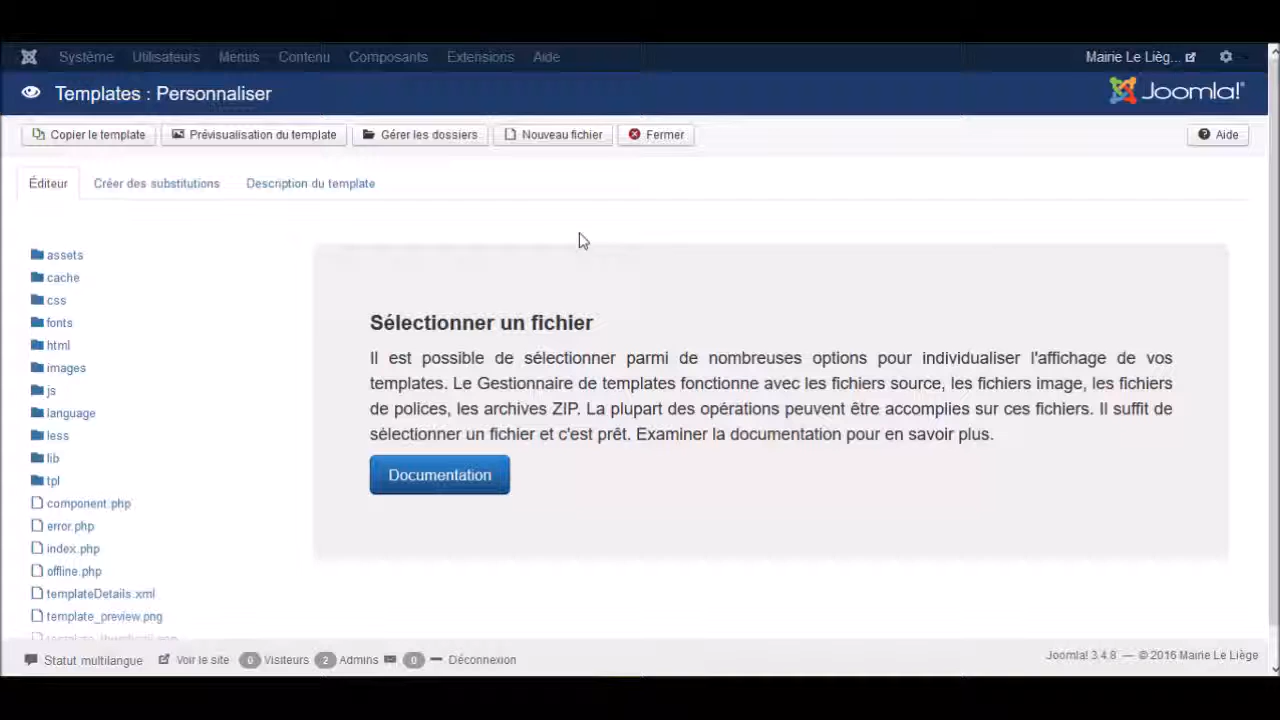 Système Utilisateurs Menus Contenu Composants Extensions Aide Mairie Le Lièg...
Templates : Personnaliser Joomla!®
Copier le template Prévisualisation du template Gérer les dossiers Nouveau fichier Fermer Aide
Éditeur Créer des substitutions Description du template
assets
cache
css
fonts
html
images
js
language
less
lib
tpl
component.php
error.php
index.php
offline.php
templateDetails.xml
template_preview.png
template_thumbnail.png
Sélectionner un fichier
Il est possible de sélectionner parmi de nombreuses options pour individualiser l'affichage de vos
templates. Le Gestionnaire de templates fonctionne avec les fichiers source, les fichiers image, les fichiers
de polices, les archives ZIP. La plupart des opérations peuvent être accomplies sur ces fichiers. Il suffit de
sélectionner un fichier et c'est prêt. Examiner la documentation pour en savoir plus.
Documentation
Statut multilangue Voir le site 0 Visiteurs 2 Admins 0 Déconnexion Joomla! 3.4.8 — © 2016 Mairie Le Liège